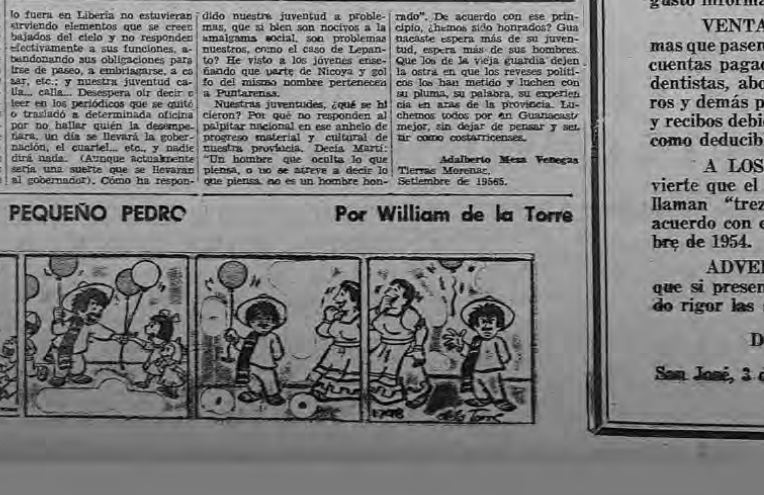 lo fuera en Liberia no estuvieran
sirviendo elementos que se creen
bajados del cielo y no responden
efectivamente a sus funciones, a-
bandonando sus obligaciones para
irse de paseo, a embriagarse, a ca
sar, etc.; y nuestra juventud ca-
lla... calla... Desespera oír decir o
leer en los periódicos que se quitó
o trasladó a determinada oficina
por no hallar quién la desempe-
ñara, un día se llevará la gober-
nación, el cuartel... etc., y nadie
dirá nada. (Aunque actualmente
sería una suerte que se llevaran
al gobernador). Cómo ha respon-
dido nuestra juventud a proble-
mas, que si bien son nocivos a la
amalgama social, son problemas
nuestros, como el caso de Lepan-
to? He visto a los jóvenes ense-
ñando que parte de Nicoya y gol
fo del mismo nombre pertenecen
a Puntarenas.
Nuestras juventudes, ¿qué se hi
cieron? Por qué no responden al
palpitar nacional en ese anhelo de
progreso material y cultural de
nuestra provincia. Decía Martí:
"Un hombre que oculta lo que
piensa, o no se atreve a decir lo
que piensa, no es un hombre hon-
rado". De acuerdo con ese prin-
cipio, ¿hemos sido honrados? Gua
nacaste espera más de su juven-
tud, espera más de sus hombres.
Que los de la vieja guardia dejen
la ostra en que los reveses políti-
cos los han metido y luchen con
su pluma, su palabra, su experien
cia en aras de la provincia. Lu-
chemos todos por un Guanacaste
mejor, sin dejar de pensar y sen
tir como costarricenses.
Adalberto Mesa Venegas
Tierras Morenas,
Setiembre de 19565.
PEQUEÑO PEDRO
Por William de la Torre
1798 de la Torre
gusto informa
VENTA
mas que pasen
cuentas pagad
dentistas, abo
ros y demás p
y recibos debi
como deducibl
A LOS
vierte que el
llaman "trez
acuerdo con e
bre de 1954.
ADVE
que si presen
do rigor las
D
San José, 3 d